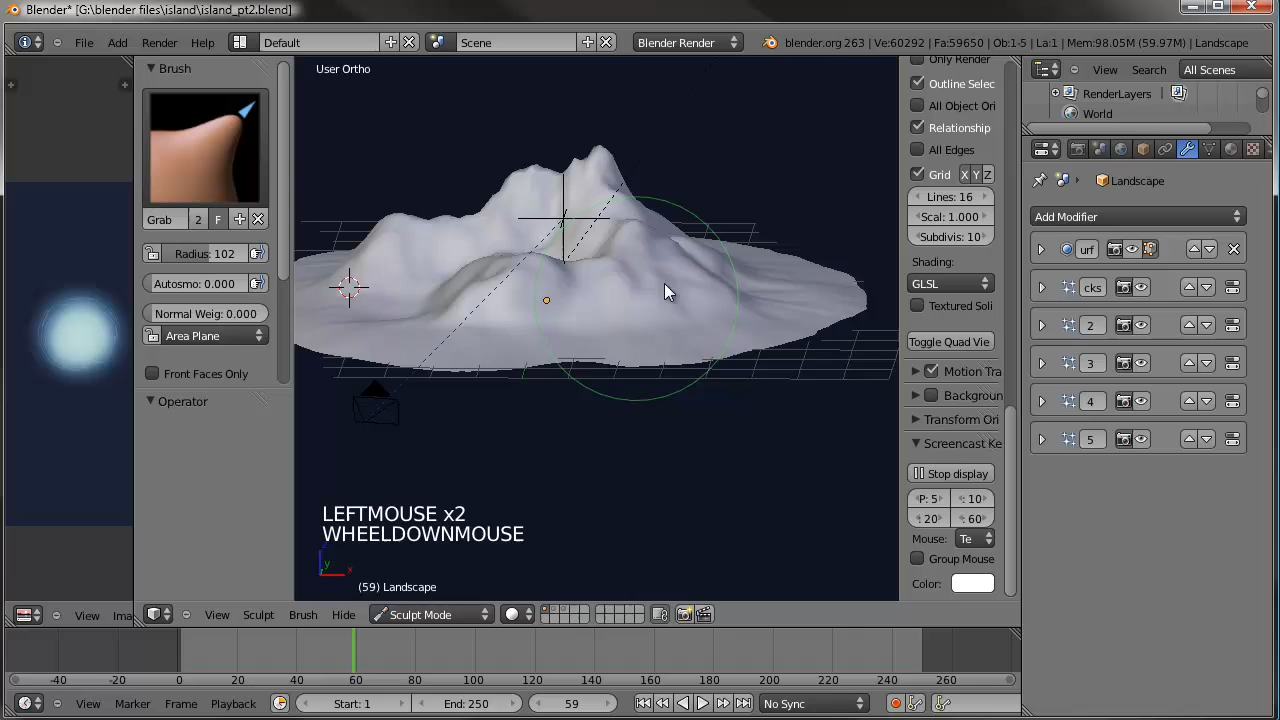 Blender* [G:\blender files\island\island_pt2.blend]
File Add Render Help Default Scene Blender Render blender.org 263 | Ve:60292 | Fa:59650 | Ob:1-5 | La:1 | Mem:98.05M (59.97M) | Landscape
Brush
Grab 2 F
Radius: 102
Autosmo: 0.000
Normal Weig: 0.000
Area Plane
Front Faces Only
Operator
User Ortho
LEFTMOUSE x2
WHEELDOWNMOUSE
z
y
x
(59) Landscape
Only Render
Outline Selec
All Object Ori
Relationship
All Edges
Grid X Y Z
Lines: 16
Scal: 1.000
Subdivis: 10
Shading:
GLSL
Textured Soli
Toggle Quad Vie
Motion Tra
Backgroun
Transform Ori
Screencast Ke
Stop display
P: 5 : 10
: 20 : 60
Mouse: Te
Group Mouse
Color:
View Search All Scenes
RenderLayers
World
Landscape
Add Modifier
urf
cks
2
3
4
5
View Ima View Sculpt Brush Hide Sculpt Mode
-40 -20 0 20 40 60 80 100 120 140 160 180 200 220 240 260
View Marker Frame Playback Start: 1 End: 250 59 No Sync